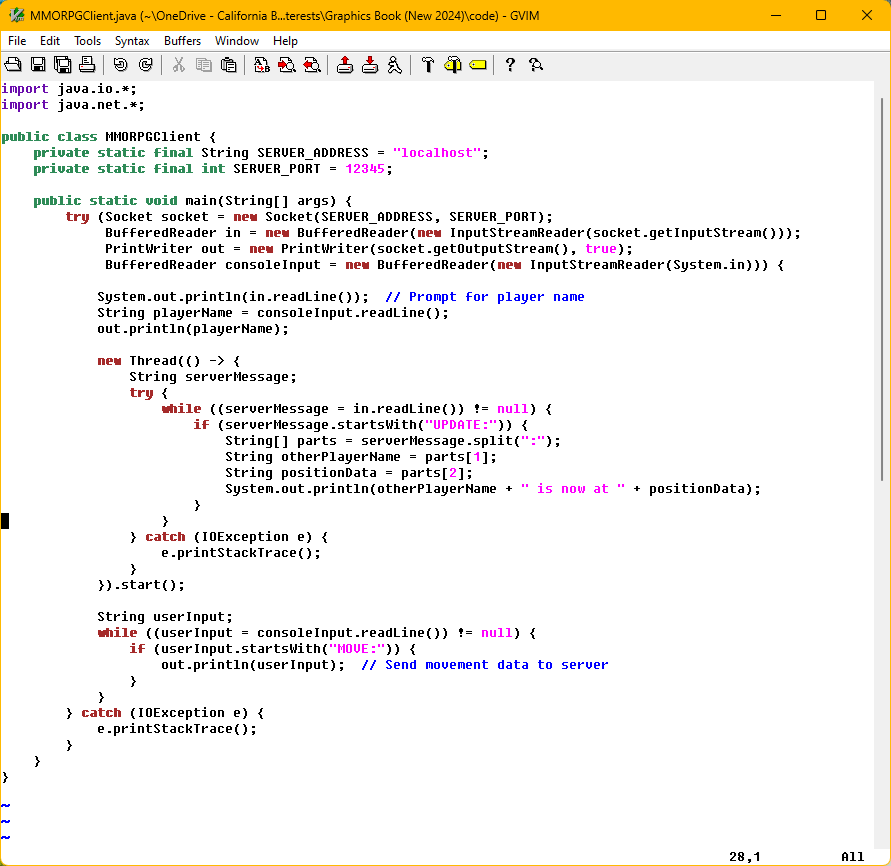 MMORPGClient.java (~\OneDrive - California B...terests\Graphics Book (New 2024)\code) - GVIM
File Edit Tools Syntax Buffers Window Help
import java.io.*;
import java.net.*;
public class MMORPGClient {
    private static final String SERVER_ADDRESS = "localhost";
    private static final int SERVER_PORT = 12345;
    public static void main(String[] args) {
        try (Socket socket = new Socket(SERVER_ADDRESS, SERVER_PORT);
             BufferedReader in = new BufferedReader(new InputStreamReader(socket.getInputStream()));
             PrintWriter out = new PrintWriter(socket.getOutputStream(), true);
             BufferedReader consoleInput = new BufferedReader(new InputStreamReader(System.in))) {
            System.out.println(in.readLine());  // Prompt for player name
            String playerName = consoleInput.readLine();
            out.println(playerName);
            new Thread(() -> {
                String serverMessage;
                try {
                    while ((serverMessage = in.readLine()) != null) {
                        if (serverMessage.startsWith("UPDATE:")) {
                            String[] parts = serverMessage.split(":");
                            String otherPlayerName = parts[1];
                            String positionData = parts[2];
                            System.out.println(otherPlayerName + " is now at " + positionData);
                        }
                    }
                } catch (IOException e) {
                    e.printStackTrace();
                }
            }).start();
            String userInput;
            while ((userInput = consoleInput.readLine()) != null) {
                if (userInput.startsWith("MOVE:")) {
                    out.println(userInput);  // Send movement data to server
                }
            }
        } catch (IOException e) {
            e.printStackTrace();
        }
    }
}
~
~
~
28,1 All